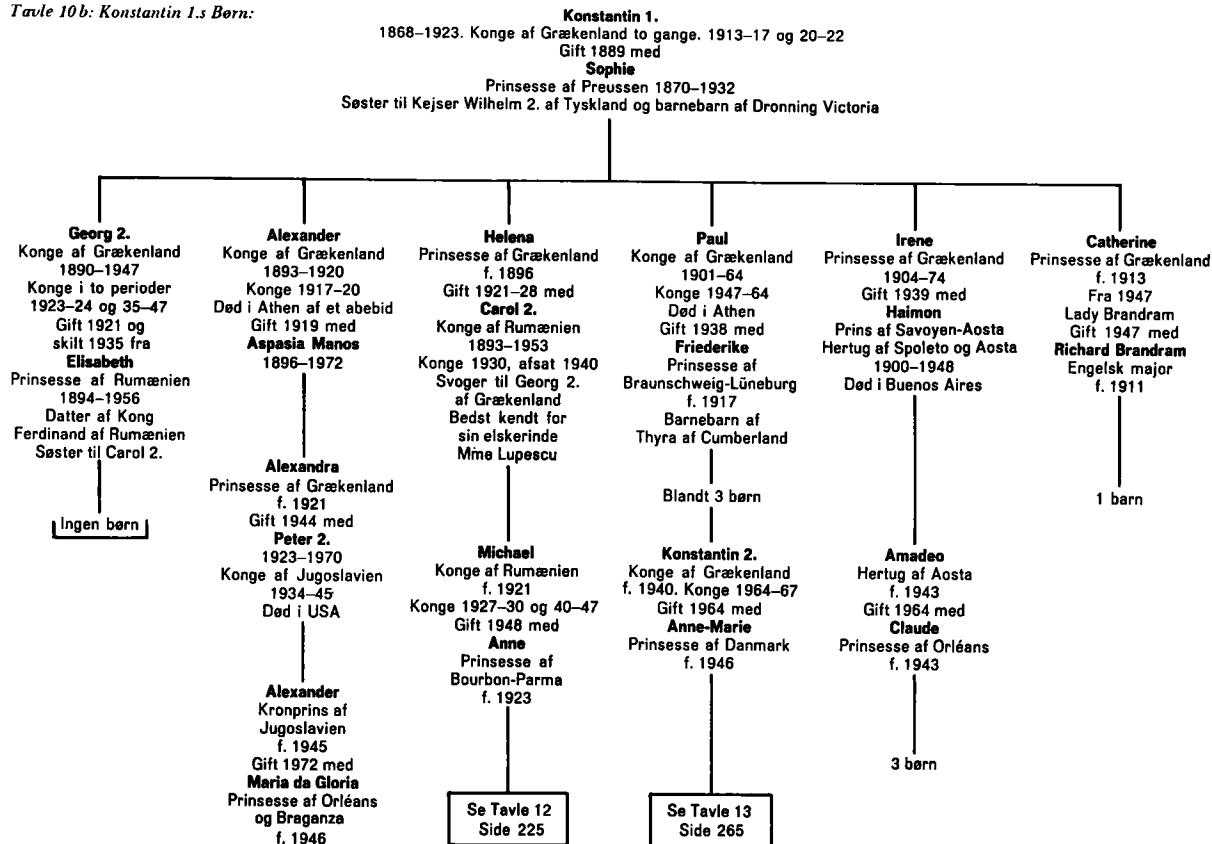 Tavle 10b: Konstantin 1.s Børn:
Konstantin 1.
1868–1923. Konge af Grækenland to gange. 1913–17 og 20–22
Gift 1889 med
Sophie
Prinsesse af Preussen 1870–1932
Søster til Kejser Wilhelm 2. af Tyskland og barnebarn af Dronning Victoria
Georg 2.
Konge af Grækenland
1890–1947
Konge i to perioder
1923–24 og 35–47
Gift 1921 og
skilt 1935 fra
Elisabeth
Prinsesse af Rumænien
1894–1956
Datter af Kong
Ferdinand af Rumænien
Søster til Carol 2.
Ingen børn
Alexander
Konge af Grækenland
1893–1920
Konge 1917–20
Død i Athen af et abebid
Gift 1919 med
Aspasia Manos
1896–1972
Alexandra
Prinsesse af Grækenland
f. 1921
Gift 1944 med
Peter 2.
1923–1970
Konge af Jugoslavien
1934–45
Død i USA
Alexander
Kronprins af
Jugoslavien
f. 1945
Gift 1972 med
Maria da Gloria
Prinsesse af Orléans
og Braganza
f. 1946
Helena
Prinsesse af Grækenland
f. 1896
Gift 1921–28 med
Carol 2.
Konge af Rumænien
1893–1953
Konge 1930, afsat 1940
Svoger til Georg 2.
af Grækenland
Bedst kendt for
sin elskerinde
Mme Lupescu
Michael
Konge af Rumænien
f. 1921
Konge 1927–30 og 40–47
Gift 1948 med
Anne
Prinsesse af
Bourbon-Parma
f. 1923
Se Tavle 12
Side 225
Paul
Konge af Grækenland
1901–64
Konge 1947–64
Død i Athen
Gift 1938 med
Friederike
Prinsesse af
Braunschweig-Lüneburg
f. 1917
Barnebarn af
Thyra af Cumberland
Blandt 3 børn
Konstantin 2.
Konge af Grækenland
f. 1940. Konge 1964–67
Gift 1964 med
Anne-Marie
Prinsesse af Danmark
f. 1946
Se Tavle 13
Side 265
Irene
Prinsesse af Grækenland
1904–74
Gift 1939 med
Haimon
Prins af Savoyen-Aosta
Hertug af Spoleto og Aosta
1900–1948
Død i Buenos Aires
Amadeo
Hertug af Aosta
f. 1943
Gift 1964 med
Claude
Prinsesse af Orléans
f. 1943
3 børn
Catherine
Prinsesse af Grækenland
f. 1913
Fra 1947
Lady Brandram
Gift 1947 med
Richard Brandram
Engelsk major
f. 1911
1 barn